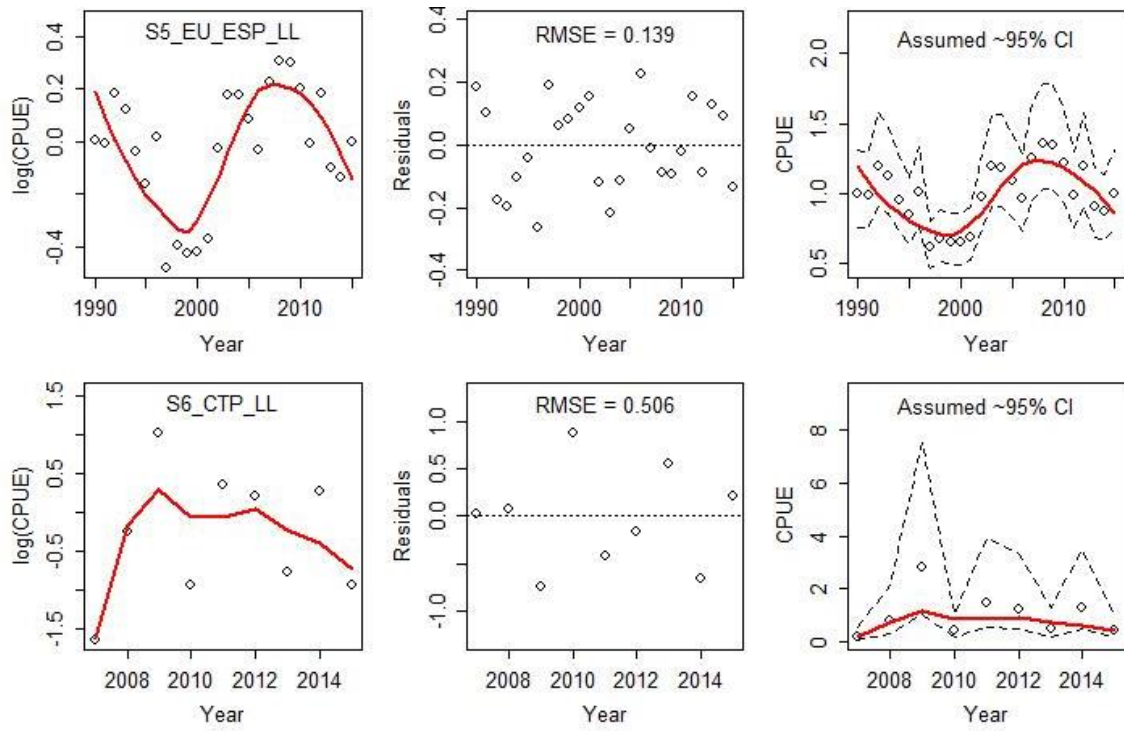 S5_EU_ESP_LL
log(CPUE)
-0.4 0.0 0.2 0.4
1990 2000 2010
Year
RMSE = 0.139
Residuals
-0.4 -0.2 0.0 0.2 0.4
1990 2000 2010
Year
Assumed ~95% CI
CPUE
0.5 1.0 1.5 2.0
1990 2000 2010
Year
S6_CTP_LL
log(CPUE)
-1.5 -0.5 0.5 1.5
2008 2010 2012 2014
Year
RMSE = 0.506
Residuals
-1.0 0.0 0.5 1.0
2008 2010 2012 2014
Year
Assumed ~95% CI
CPUE
0 2 4 6 8
2008 2010 2012 2014
Year